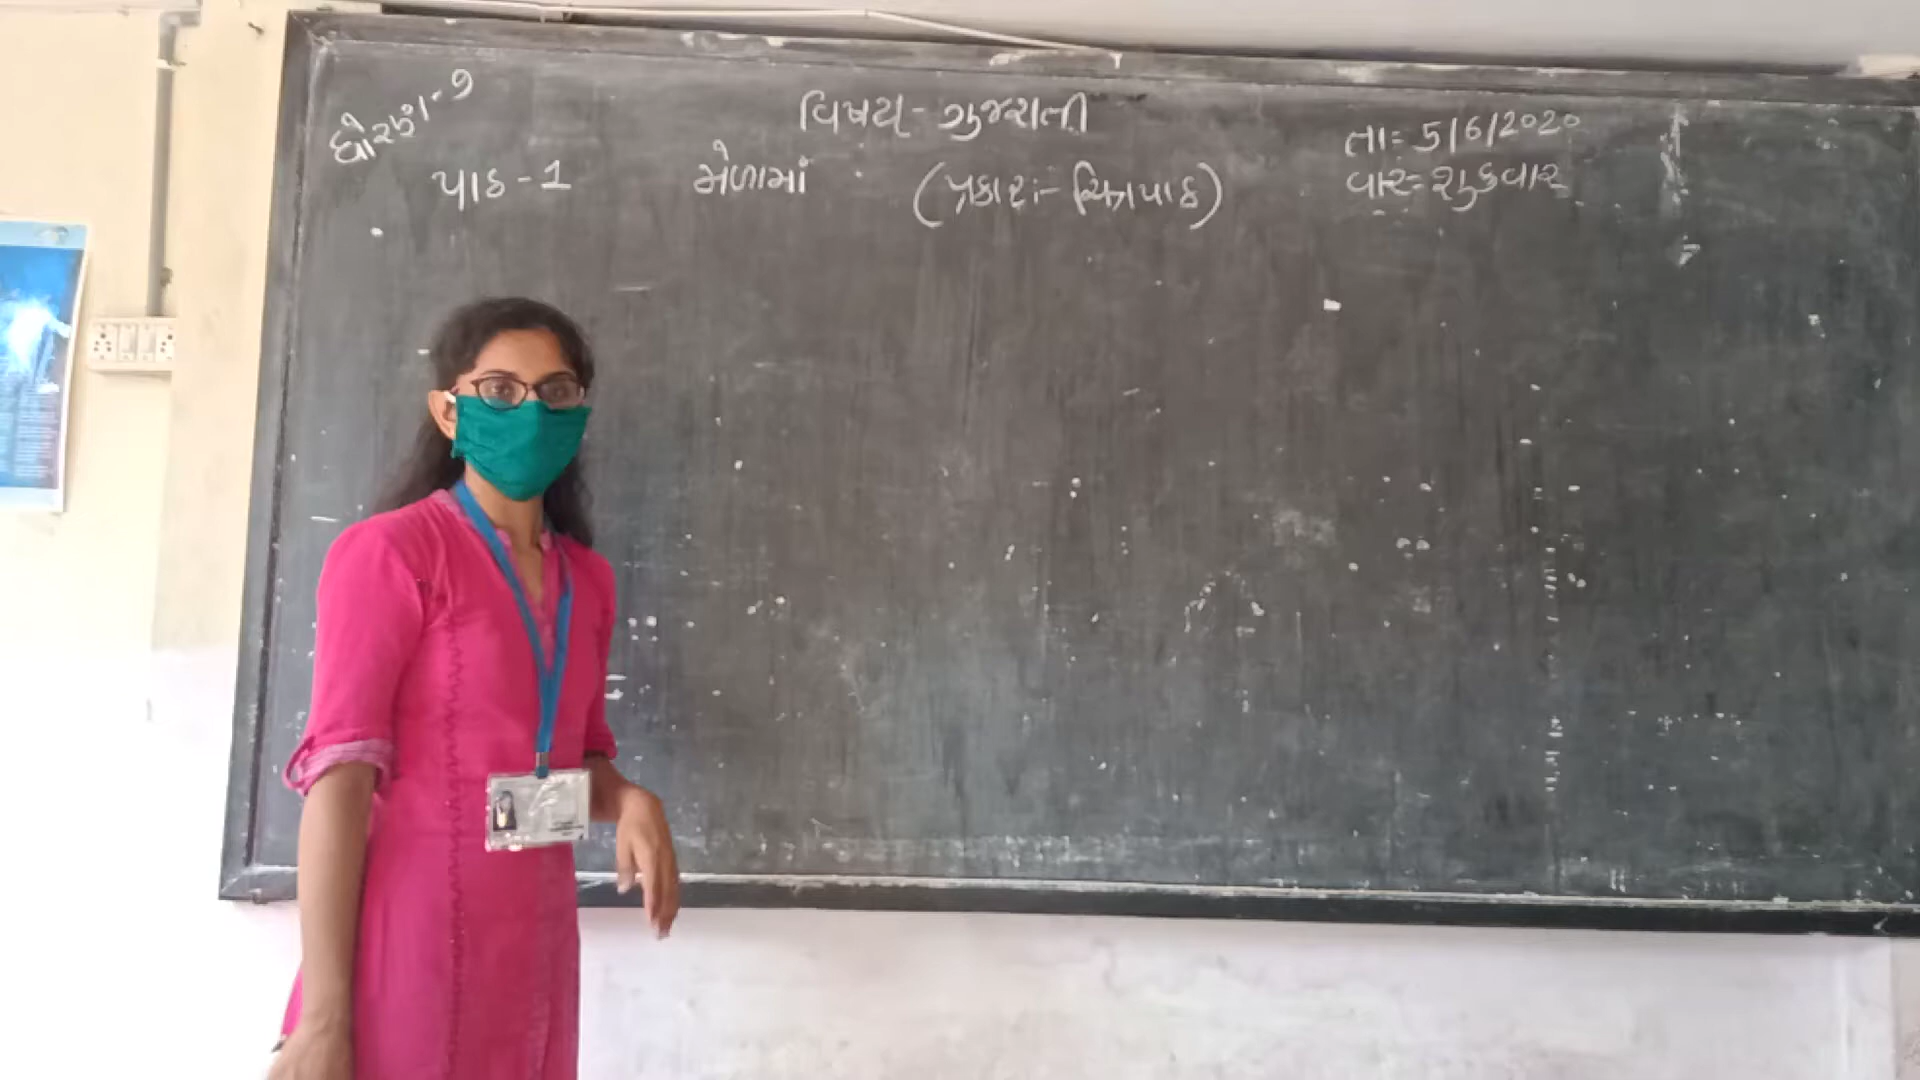 ધોરણ-૭
વિષય- ગુજરાતી
તા:- 5/6/2020
પાઠ-1 મેળામાં (પ્રકાર:- ચિત્રપાઠ)
વાર:- શુક્રવાર